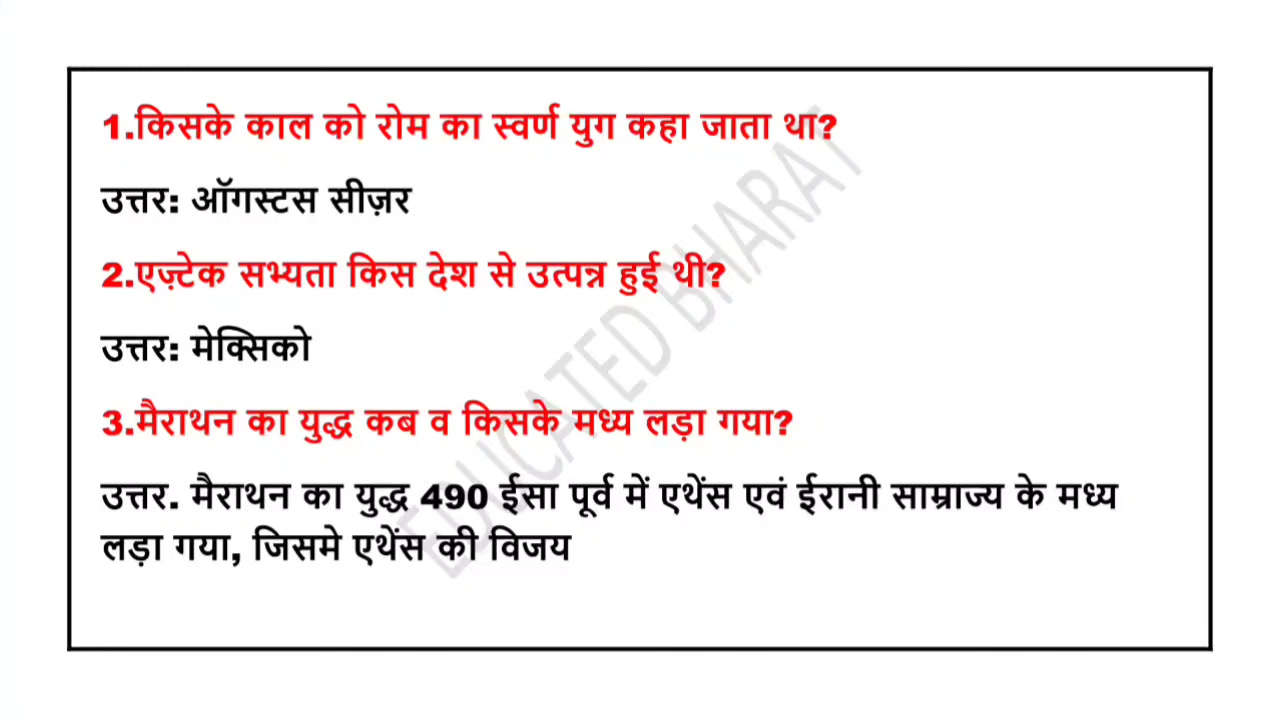 1.किसके काल को रोम का स्वर्ण युग कहा जाता था?
उत्तर: ऑगस्टस सीज़र
2.एज़्टेक सभ्यता किस देश से उत्पन्न हुई थी?
उत्तर: मेक्सिको
3.मैराथन का युद्ध कब व किसके मध्य लड़ा गया?
उत्तर. मैराथन का युद्ध 490 ईसा पूर्व में एथेंस एवं ईरानी साम्राज्य के मध्य
लड़ा गया, जिसमे एथेंस की विजय
EDUCATED BHARAT